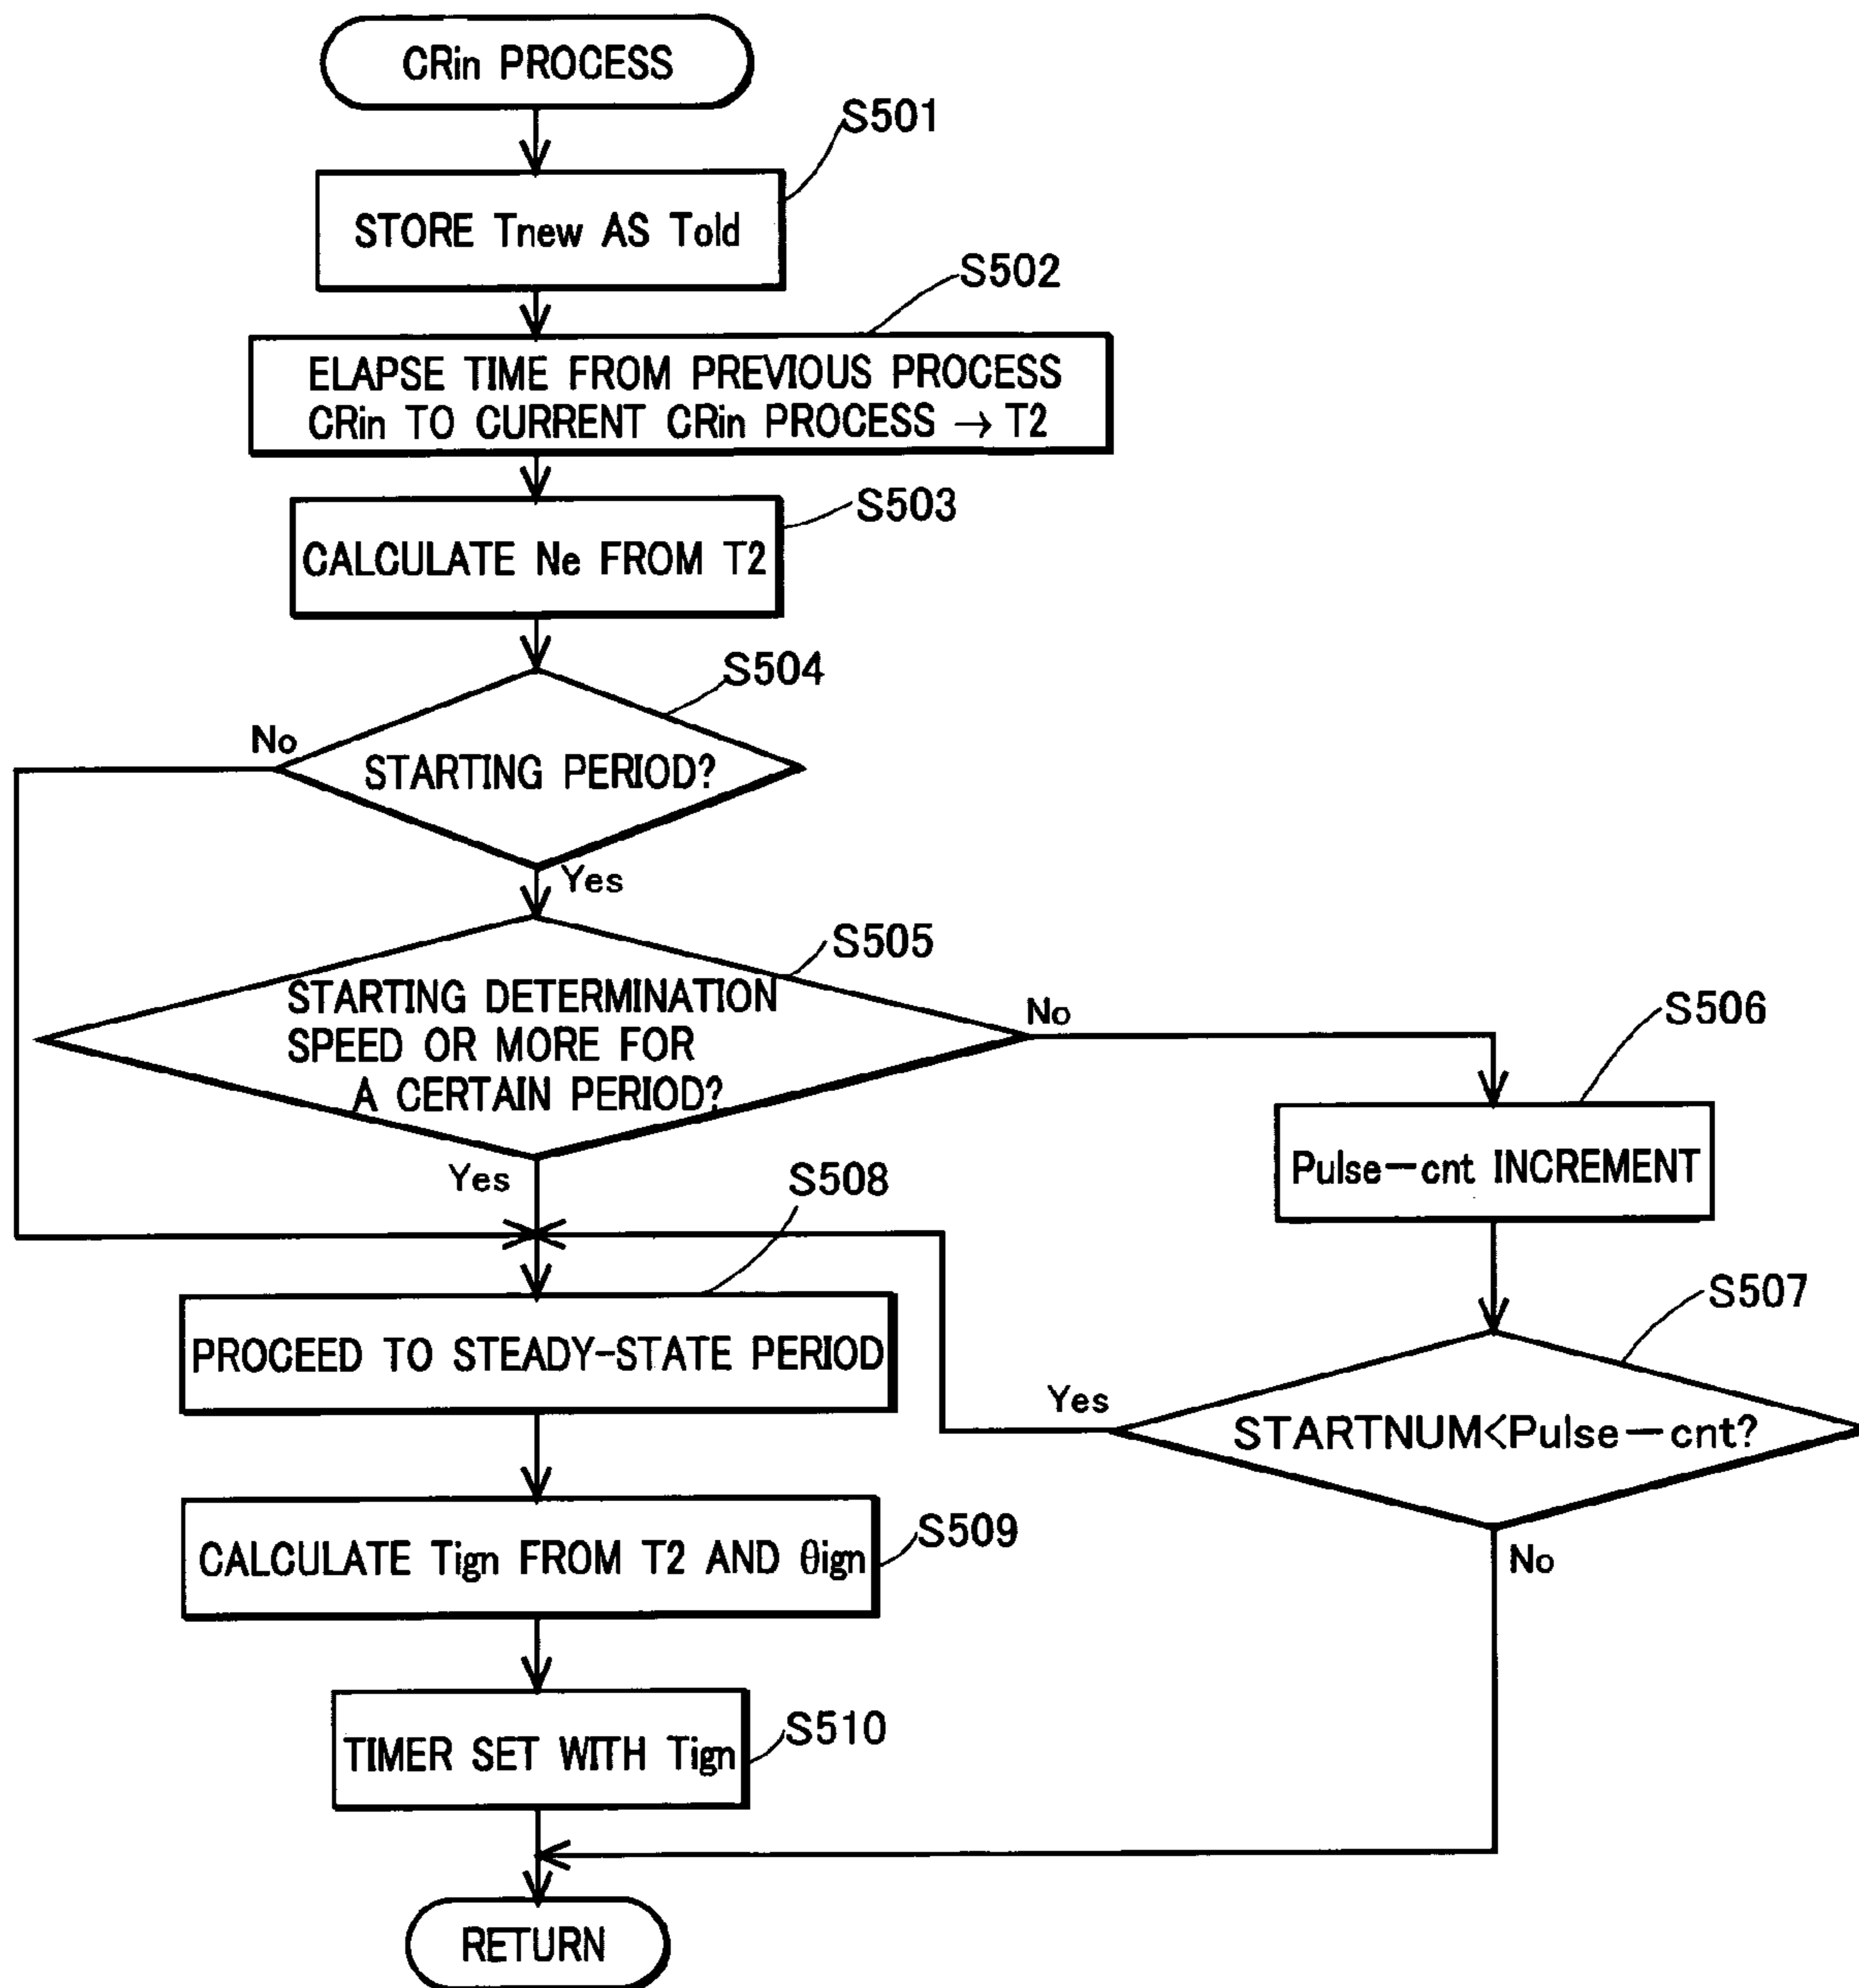 CRin PROCESS
S501
STORE Tnew AS Told
S502
ELAPSE TIME FROM PREVIOUS PROCESS
CRin TO CURRENT CRin PROCESS → T2
S503
CALCULATE Ne FROM T2
S504
No
STARTING PERIOD?
Yes
S505
STARTING DETERMINATION
SPEED OR MORE FOR
A CERTAIN PERIOD?
No
S506
Pulse-cnt INCREMENT
Yes
S508
S507
PROCEED TO STEADY-STATE PERIOD
Yes
STARTNUM<Pulse-cnt?
No
S509
CALCULATE Tign FROM T2 AND θign
S510
TIMER SET WITH Tign
RETURN